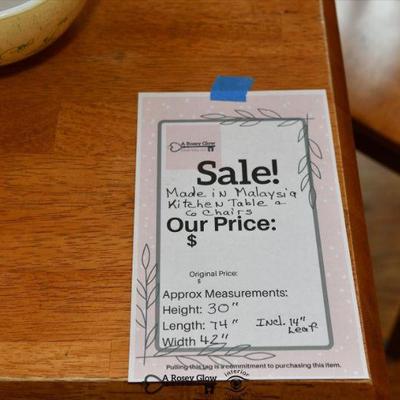 A Rosey Glow
Sale!
Made in Malaysia
Kitchen Table &
6 Chairs
Our Price:
$
Original Price:
$
Approx Measurements:
Height: 30"
Length: 74" Incl. 14"
Leaf
Width 42"
Pulling this tag is a commitment to purchasing this item.
A Rosey Glow interior